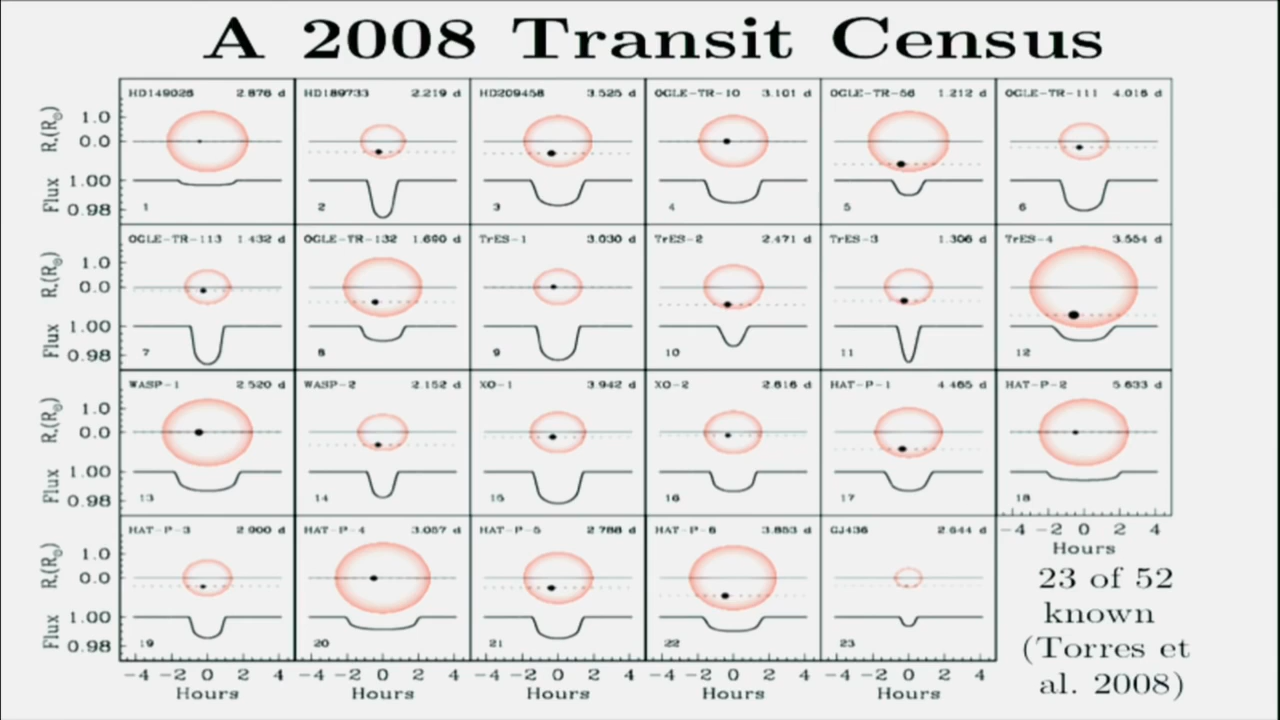 A 2008 Transit Census
HD149026 2.876 d HD189733 2.219 d HD209458 3.525 d OGLE-TR-10 3.101 d OGLE-TR-56 1.212 d OGLE-TR-111 4.016 d
R⋆(R⊙) 1.0
0.0
Flux 1.00
0.98
1 2 3 4 5 6
OGLE-TR-113 1.432 d OGLE-TR-132 1.690 d TrES-1 3.030 d TrES-2 2.471 d TrES-3 1.306 d TrES-4 3.554 d
R⋆(R⊙) 1.0
0.0
Flux 1.00
0.98
7 8 9 10 11 12
WASP-1 2.520 d WASP-2 2.152 d XO-1 3.942 d XO-2 2.616 d HAT-P-1 4.465 d HAT-P-2 5.633 d
R⋆(R⊙) 1.0
0.0
Flux 1.00
0.98
13 14 15 16 17 18
HAT-P-3 2.900 d HAT-P-4 3.057 d HAT-P-5 2.788 d HAT-P-6 3.853 d GJ436 2.644 d
R⋆(R⊙) 1.0
0.0
Flux 1.00
0.98
19 20 21 22 23
-4 -2 0 2 4 -4 -2 0 2 4 -4 -2 0 2 4 -4 -2 0 2 4 -4 -2 0 2 4
Hours Hours Hours Hours Hours
-4 -2 0 2 4
Hours
23 of 52
known
(Torres et
al. 2008)